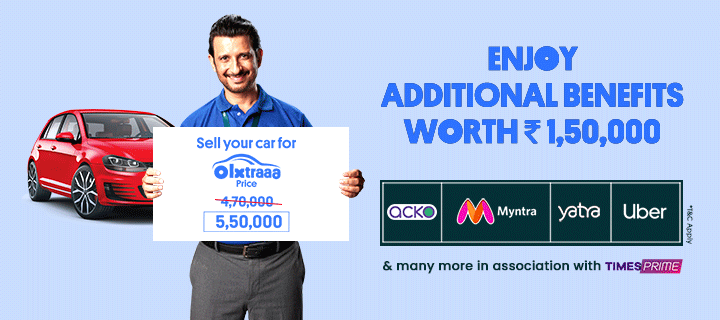 Sell your car for
Olxtraaa
Price
4,70,000
5,50,000
ENJOY
ADDITIONAL BENEFITS
WORTH ₹ 1,50,000
acko
Myntra
yatra
Uber
*T&C Apply
& many more in association with TIMES PRIME